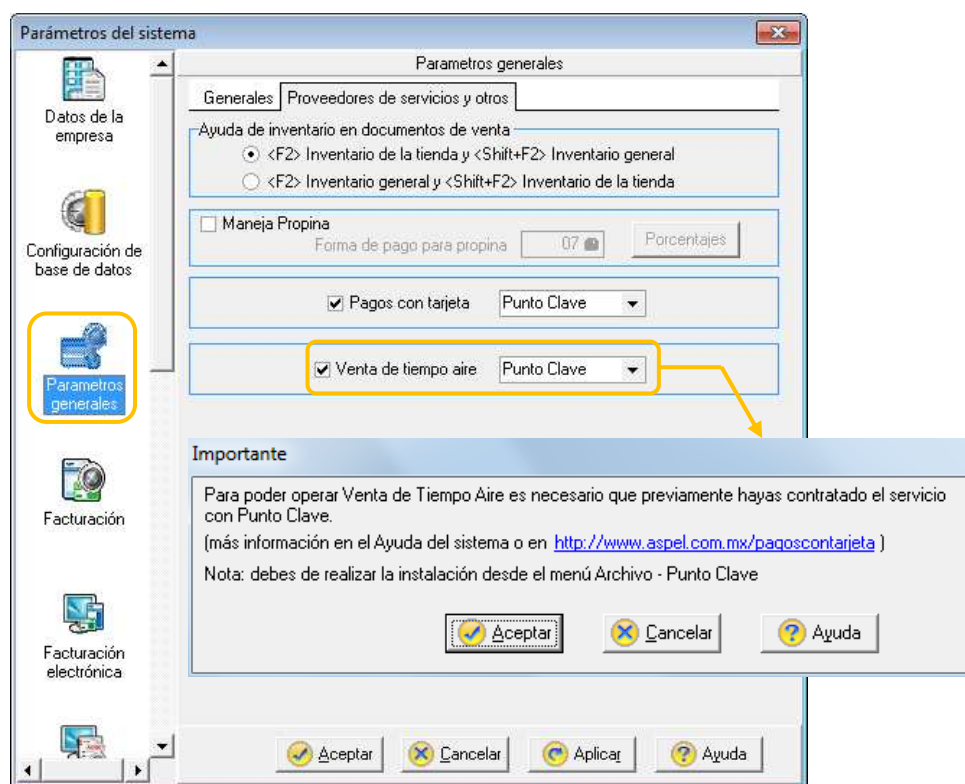 Parámetros del sistema
Datos de la
empresa
Configuración de
base de datos
Parametros
generales
Facturación
Facturación
electrónica
Parametros generales
Generales
Proveedores de servicios y otros
Ayuda de inventario en documentos de venta
<F2> Inventario de la tienda y <Shift+F2> Inventario general
<F2> Inventario general y <Shift+F2> Inventario de la tienda
Maneja Propina
Forma de pago para propina 07 Porcentajes
Pagos con tarjeta Punto Clave
Venta de tiempo aire Punto Clave
Importante
Para poder operar Venta de Tiempo Aire es necesario que previamente hayas contratado el servicio
con Punto Clave.
(más información en el Ayuda del sistema o en http://www.aspel.com.mx/pagoscontarjeta )
Nota: debes de realizar la instalación desde el menú Archivo - Punto Clave
Aceptar Cancelar Ayuda
Aceptar Cancelar Aplicar Ayuda